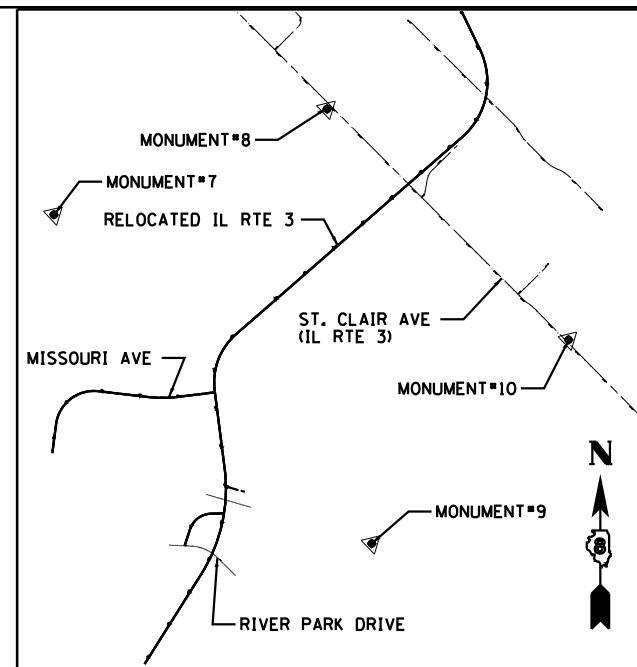 MONUMENT#8
MONUMENT#7
RELOCATED IL RTE 3
ST. CLAIR AVE
(IL RTE 3)
MISSOURI AVE
MONUMENT#10
N
8
MONUMENT#9
RIVER PARK DRIVE